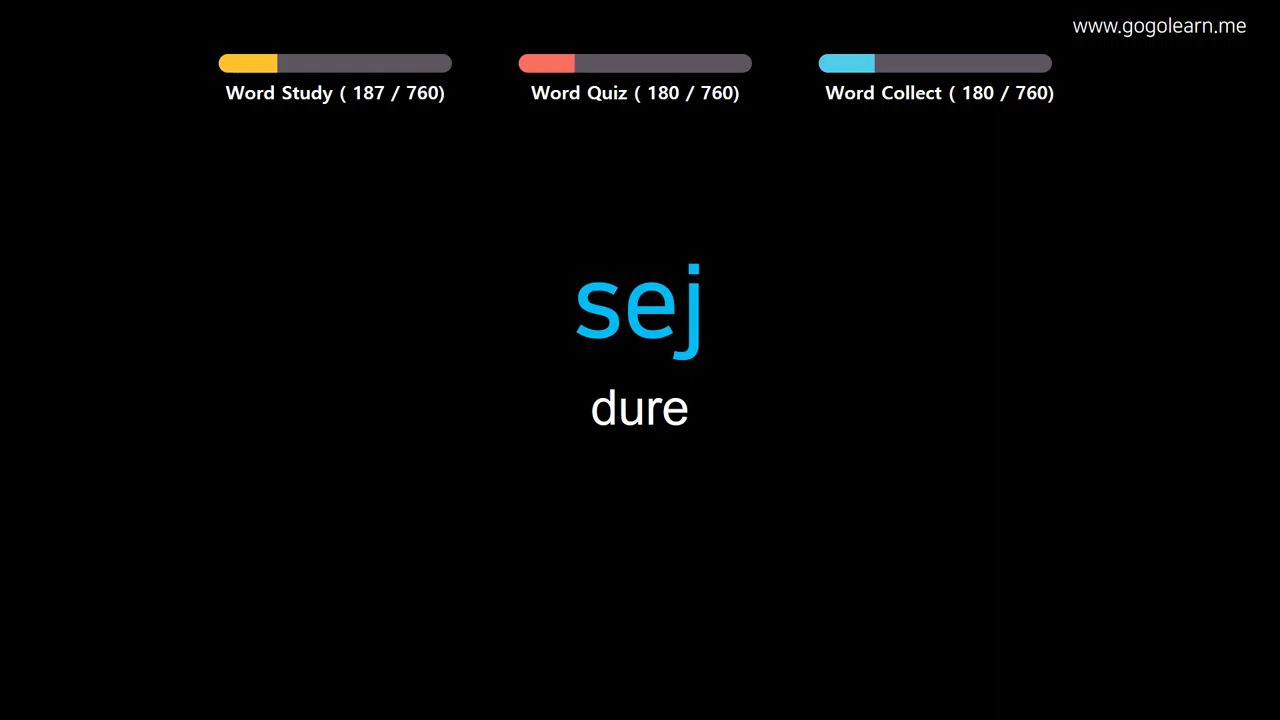 www.gogolearn.me
Word Study ( 187 / 760)
Word Quiz ( 180 / 760)
Word Collect ( 180 / 760)
sej
dure